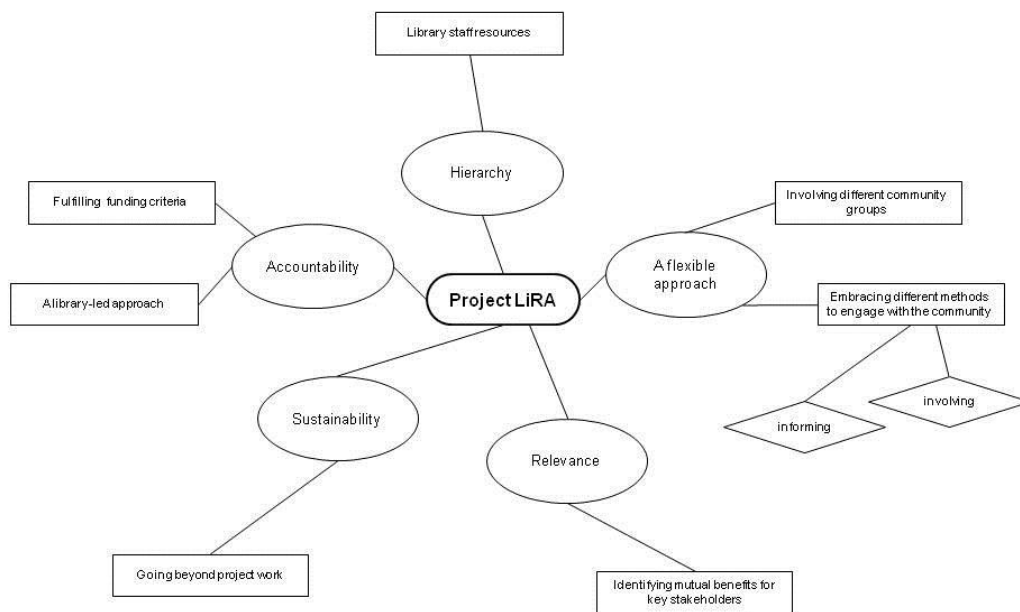 Library staff resources
Hierarchy
Fulfilling funding criteria
Involving different community
groups
Accountability
A flexible
approach
Alibrary-led approach
Project LiRA
Embracing different methods
to engage with the community
Sustainability
informing
involving
Relevance
Going beyond project work
Identifying mutual benefits for
key stakeholders